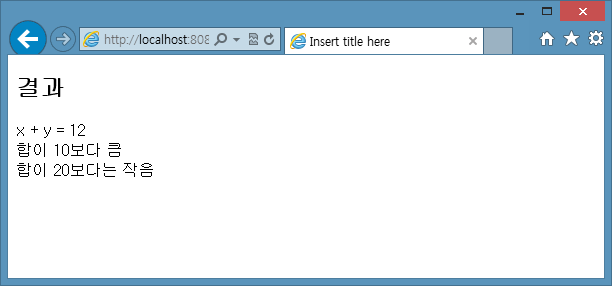 http://localhost:808
Insert title here
결과
x + y = 12
합이 10보다 큼
합이 20보다는 작음